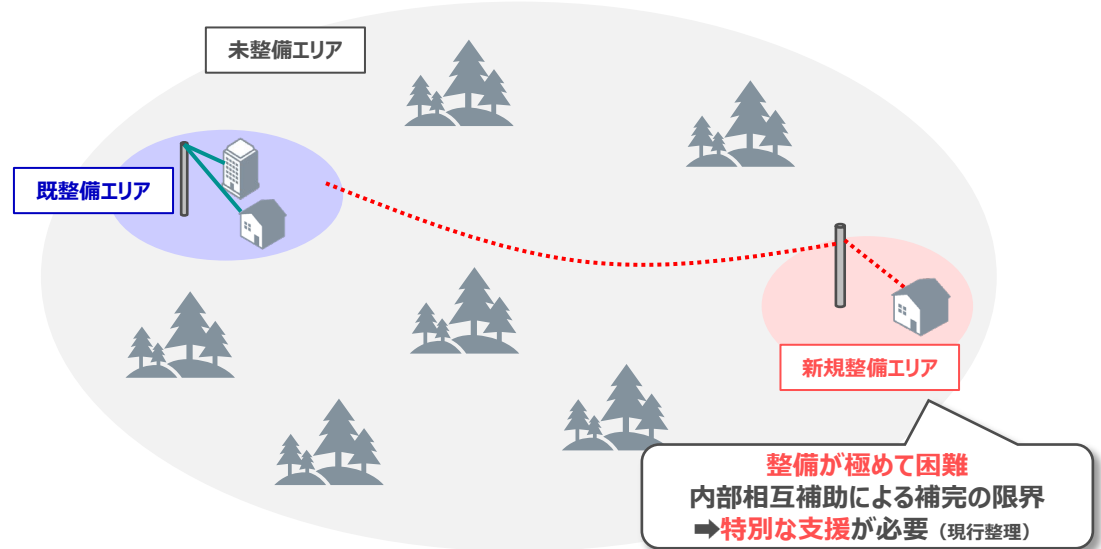 未整備エリア
既整備エリア
新規整備エリア
整備が極めて困難
内部相互補助による補完の限界
➡特別な支援が必要（現行整理）